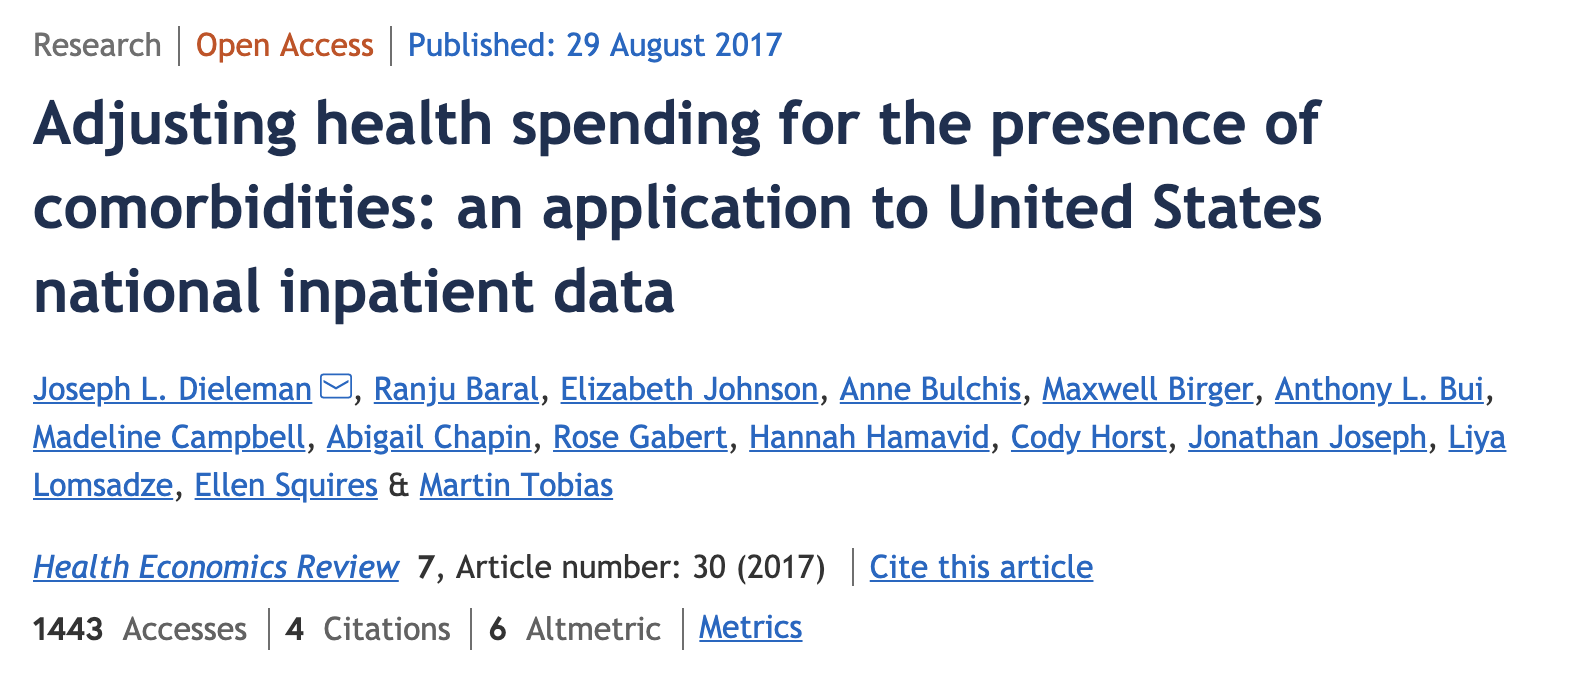 Research | Open Access | Published: 29 August 2017
Adjusting health spending for the presence of
comorbidities: an application to United States
national inpatient data
Joseph L. Dieleman, Ranju Baral, Elizabeth Johnson, Anne Bulchis, Maxwell Birger, Anthony L. Bui,
Madeline Campbell, Abigail Chapin, Rose Gabert, Hannah Hamavid, Cody Horst, Jonathan Joseph, Liya
Lomsadze, Ellen Squires & Martin Tobias
Health Economics Review 7, Article number: 30 (2017) | Cite this article
1443 Accesses | 4 Citations | 6 Altmetric | Metrics